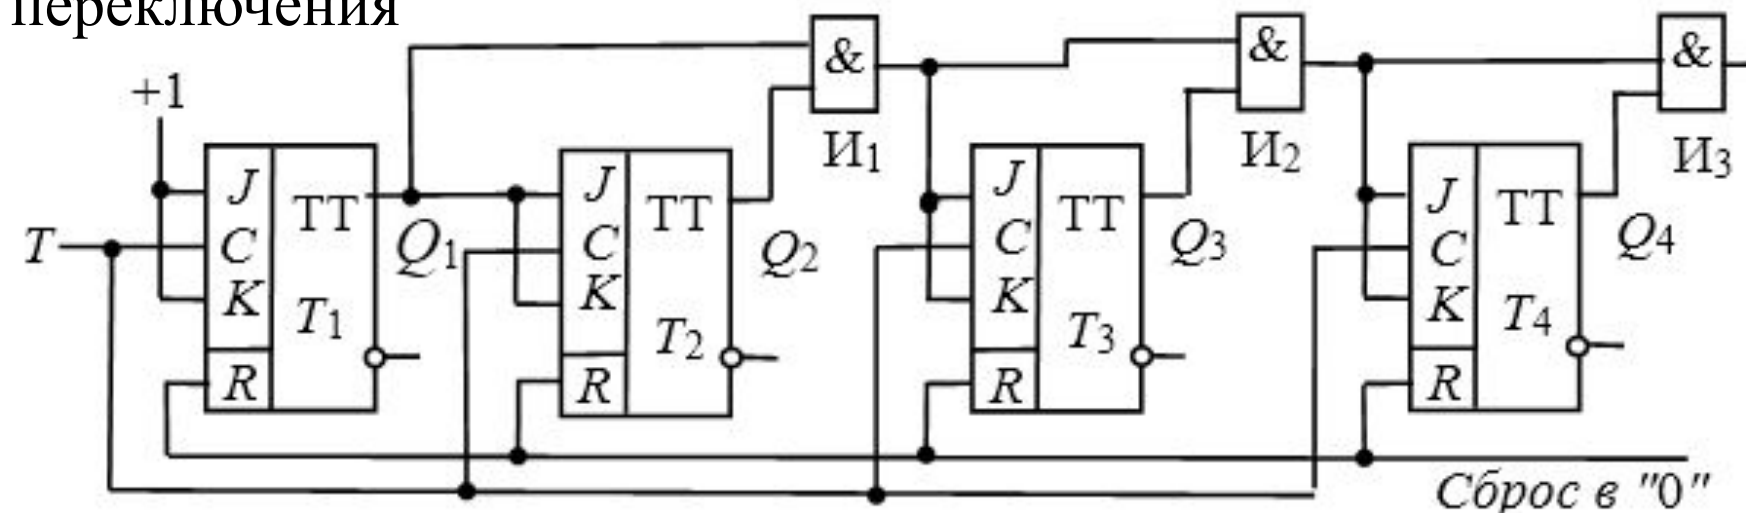 переключения
+1
T
J
C
K
R
TT
T1
Q1
J
C
K
R
TT
T2
Q2
&
И1
J
C
K
R
TT
T3
Q3
&
И2
J
C
K
R
TT
T4
Q4
&
И3
Сброс в "0"